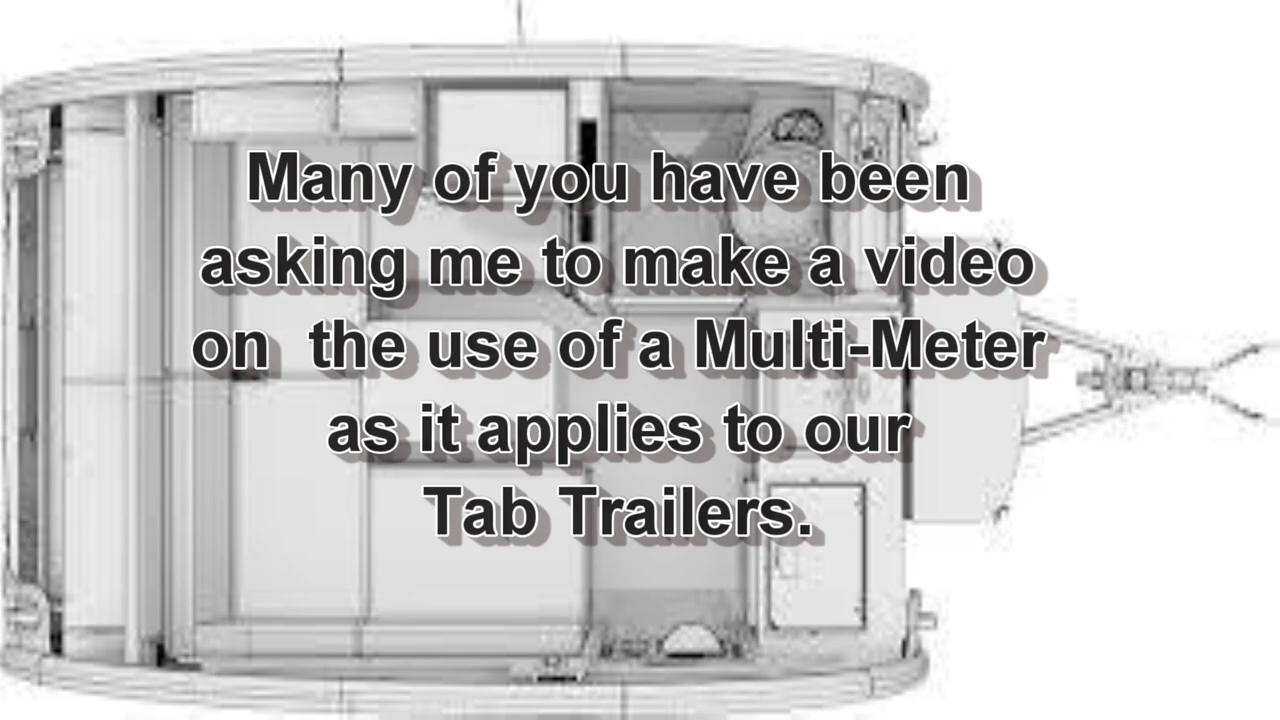 Many of you have been
asking me to make a video
on  the use of a Multi-Meter
as it applies to our
Tab Trailers.